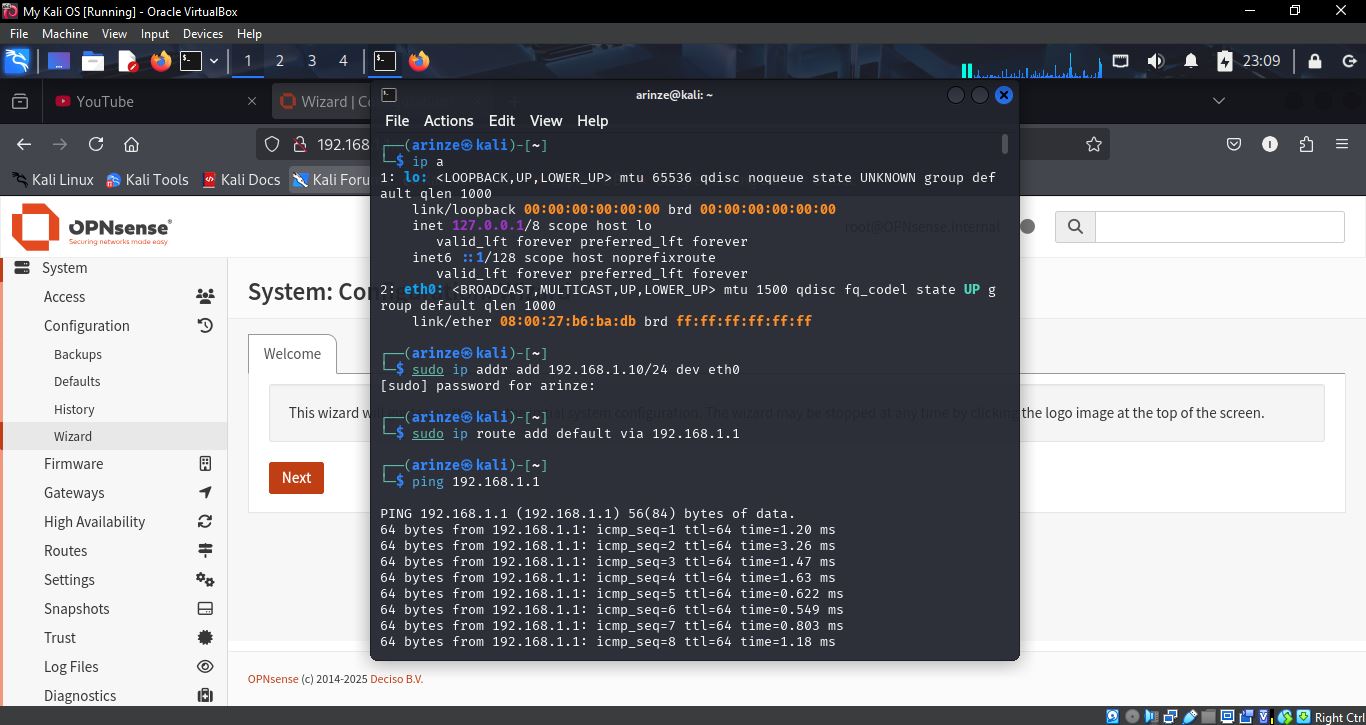 My Kali OS [Running] - Oracle VirtualBox
File Machine View Input Devices Help
1 2 3 4
23:09
YouTube
Wizard | Co
arinze@kali: ~
File Actions Edit View Help
192.168
Kali Linux Kali Tools Kali Docs Kali Foru
┌──(arinze㉿kali)-[~]
└─$ ip a
1: lo: <LOOPBACK,UP,LOWER_UP> mtu 65536 qdisc noqueue state UNKNOWN group def
ault qlen 1000
link/loopback 00:00:00:00:00:00 brd 00:00:00:00:00:00
inet 127.0.0.1/8 scope host lo
valid_lft forever preferred_lft forever
inet6 ::1/128 scope host noprefixroute
valid_lft forever preferred_lft forever
2: eth0: <BROADCAST,MULTICAST,UP,LOWER_UP> mtu 1500 qdisc fq_codel state UP g
roup default qlen 1000
link/ether 08:00:27:b6:ba:db brd ff:ff:ff:ff:ff:ff
┌──(arinze㉿kali)-[~]
└─$ sudo ip addr add 192.168.1.10/24 dev eth0
[sudo] password for arinze:
┌──(arinze㉿kali)-[~]
└─$ sudo ip route add default via 192.168.1.1
┌──(arinze㉿kali)-[~]
└─$ ping 192.168.1.1
PING 192.168.1.1 (192.168.1.1) 56(84) bytes of data.
64 bytes from 192.168.1.1: icmp_seq=1 ttl=64 time=1.20 ms
64 bytes from 192.168.1.1: icmp_seq=2 ttl=64 time=3.26 ms
64 bytes from 192.168.1.1: icmp_seq=3 ttl=64 time=1.47 ms
64 bytes from 192.168.1.1: icmp_seq=4 ttl=64 time=1.63 ms
64 bytes from 192.168.1.1: icmp_seq=5 ttl=64 time=0.622 ms
64 bytes from 192.168.1.1: icmp_seq=6 ttl=64 time=0.549 ms
64 bytes from 192.168.1.1: icmp_seq=7 ttl=64 time=0.803 ms
64 bytes from 192.168.1.1: icmp_seq=8 ttl=64 time=1.18 ms
OPNsense
Securing networks made easy
root@OPNsense.internal
System
Access
Configuration
Backups
Defaults
History
Wizard
Firmware
Gateways
High Availability
Routes
Settings
Snapshots
Trust
Log Files
Diagnostics
System: Co
Welcome
This wizard will system configuration. The wizard may be stopped at any time by clicking the logo image at the top of the screen.
Next
OPNsense (c) 2014-2025 Deciso B.V.
Right Ctrl